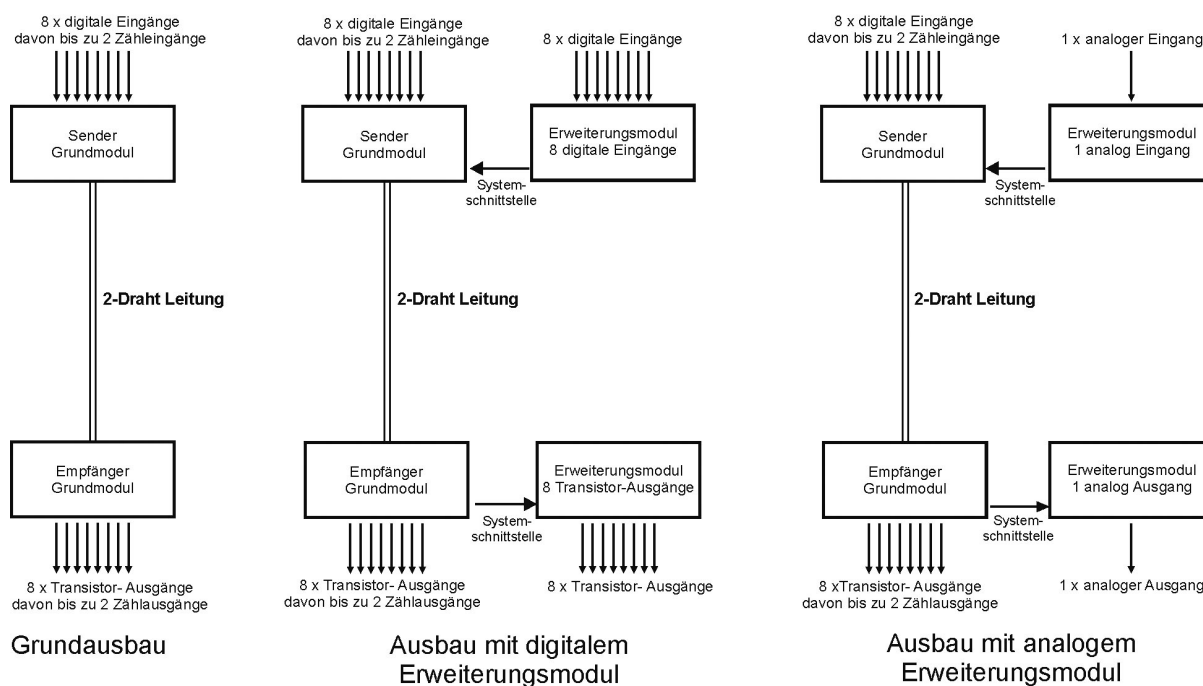 8 x digitale Eingänge
davon bis zu 2 Zähleingänge
Sender
Grundmodul
2-Draht Leitung
Empfänger
Grundmodul
8 x Transistor- Ausgänge
davon bis zu 2 Zählausgänge
Grundausbau
8 x digitale Eingänge
davon bis zu 2 Zähleingänge
8 x digitale Eingänge
Sender
Grundmodul
Erweiterungsmodul
8 digitale Eingänge
System-
schnittstelle
2-Draht Leitung
Empfänger
Grundmodul
Erweiterungsmodul
8 Transistor-Ausgänge
System-
schnittstelle
8 x Transistor- Ausgänge
davon bis zu 2 Zählausgänge
8 x Transistor- Ausgänge
Ausbau mit digitalem
Erweiterungsmodul
8 x digitale Eingänge
davon bis zu 2 Zähleingänge
1 x analoger Eingang
Sender
Grundmodul
Erweiterungsmodul
1 analog Eingang
System-
schnittstelle
2-Draht Leitung
Empfänger
Grundmodul
Erweiterungsmodul
1 analog Ausgang
System-
schnittstelle
8 xTransistor- Ausgänge
davon bis zu 2 Zählausgänge
1 x analoger Ausgang
Ausbau mit analogem
Erweiterungsmodul